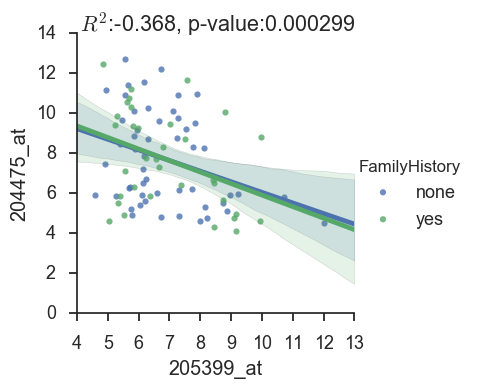 R²:-0.368, p-value:0.000299
14
12
10
8
6
4
2
0
204475_at
4 5 6 7 8 9 10 11 12 13
205399_at
FamilyHistory
none
yes